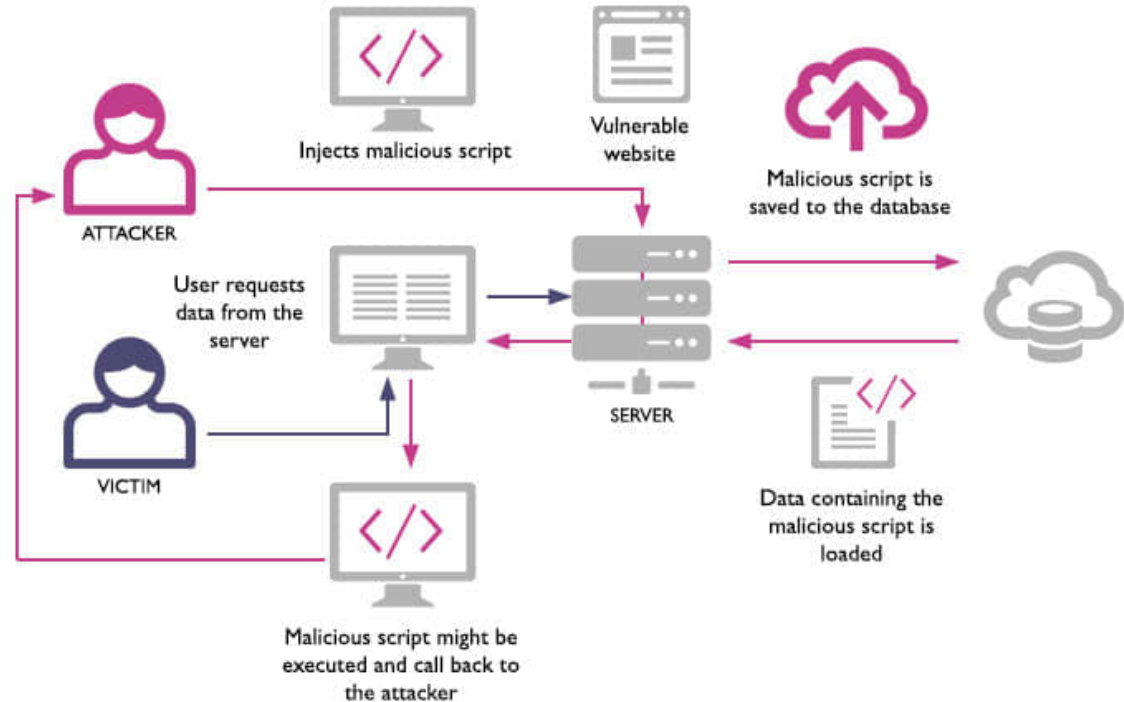 Injects malicious script
Vulnerable
website
Malicious script is
saved to the database
ATTACKER
User requests
data from the
server
SERVER
VICTIM
Data containing the
malicious script is
loaded
Malicious script might be
executed and call back to
the attacker